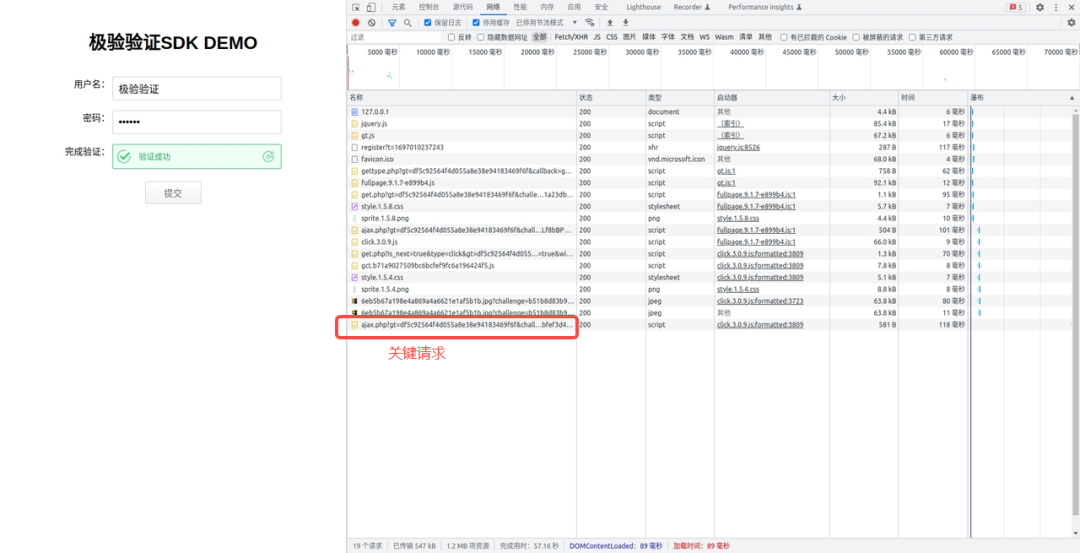 极验验证SDK DEMO
用户名：
极验验证
密码：
••••••
完成验证：
验证成功
提交
元素 控制台 源代码 网络 性能 内存 应用 安全 Lighthouse Recorder Performance insights 5
保留日志 停用缓存 已停用节流模式
过滤 反转 隐藏数据网址 全部 Fetch/XHR JS CSS 图片 媒体 字体 文档 WS Wasm 清单 其他 有已拦截的 Cookie 被屏蔽的请求 第三方请求
5000 毫秒 10000 毫秒 15000 毫秒 20000 毫秒 25000 毫秒 30000 毫秒 35000 毫秒 40000 毫秒 45000 毫秒 50000 毫秒 55000 毫秒 60000 毫秒 65000 毫秒 70000 毫秒
名称 状态 类型 启动器 大小 时间 瀑布
127.0.0.1 200 document 其他 4.4 kB 6 毫秒
jquery.js 200 script （索引） 85.4 kB 17 毫秒
gt.js 200 script （索引） 67.2 kB 6 毫秒
register?t=1697010237243 200 xhr jquery.js:8526 287 B 117 毫秒
favicon.ico 200 vnd.microsoft.icon 其他 68.0 kB 4 毫秒
gettype.php?gt=df5c92564f4d055a8e38e94183469f6f&callback=g... 200 script gt.js:1 758 B 62 毫秒
fullpage.9.1.7-e899b4.js 200 script gt.js:1 92.1 kB 12 毫秒
get.php?gt=df5c92564f4d055a8e38e94183469f6f&challe...1a23db... 200 script fullpage.9.1.7-e899b4.js:1 1.1 kB 95 毫秒
style.1.5.8.css 200 stylesheet fullpage.9.1.7-e899b4.js:1 5.7 kB 7 毫秒
sprite.1.5.8.png 200 png style.1.5.8.css 4.4 kB 10 毫秒
ajax.php?gt=df5c92564f4d055a8e38e94183469f6f&chall...Lf8bBP... 200 script fullpage.9.1.7-e899b4.js:1 504 B 101 毫秒
click.3.0.9.js 200 script fullpage.9.1.7-e899b4.js:1 66.0 kB 9 毫秒
get.php?is_next=true&type=click&gt=df5c92564f4d055...=true&wi... 200 script click.3.0.9.js:formatted:3809 1.3 kB 70 毫秒
gct.b71a9027509bc6bcfef9fc6a196424f5.js 200 script click.3.0.9.js:formatted:3809 7.8 kB 8 毫秒
style.1.5.4.css 200 stylesheet click.3.0.9.js:formatted:3809 5.1 kB 7 毫秒
sprite.1.5.4.png 200 png style.1.5.4.css 8.8 kB 8 毫秒
6eb5b67a198e4a869a4a6621e1af5b1b.jpg?challenge=b51b8d83b9... 200 jpeg click.3.0.9.js:formatted:3723 63.8 kB 80 毫秒
6eb5b67a198e4a869a4a6621e1af5b1b.jpg?challenge=b51b8d83b9... 200 jpeg 其他 63.8 kB 11 毫秒
ajax.php?gt=df5c92564f4d055a8e38e94183469f6f&chall...bfef3d4... 200 script click.3.0.9.js:formatted:3809 581 B 118 毫秒
关键请求
19 个请求 已传输 547 kB 1.2 MB 项资源 完成用时：57.16 秒 DOMContentLoaded：89 毫秒 加载时间：89 毫秒